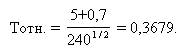 Тотн. = 5+0,7 / 240^1/2 = 0,3679.